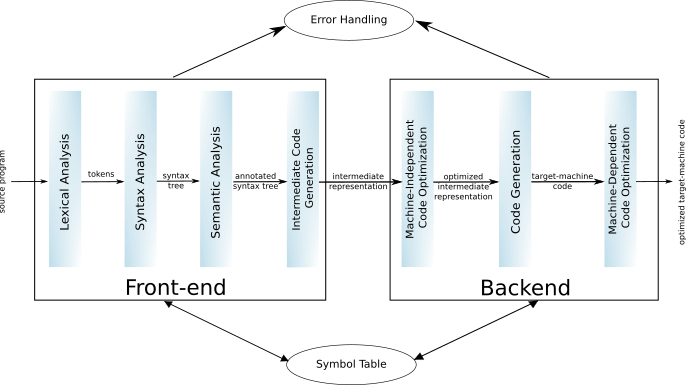 Error Handling
source program
Lexical Analysis
tokens
Syntax Analysis
syntax
tree
Semantic Analysis
annotated
syntax tree
Intermediate Code
Generation
intermediate
representation
Machine-Independent
Code Optimization
optimized
intermediate
representation
Code Generation
target-machine
code
Machine-Dependent
Code Optimization
optimized target-machine code
Front-end
Backend
Symbol Table